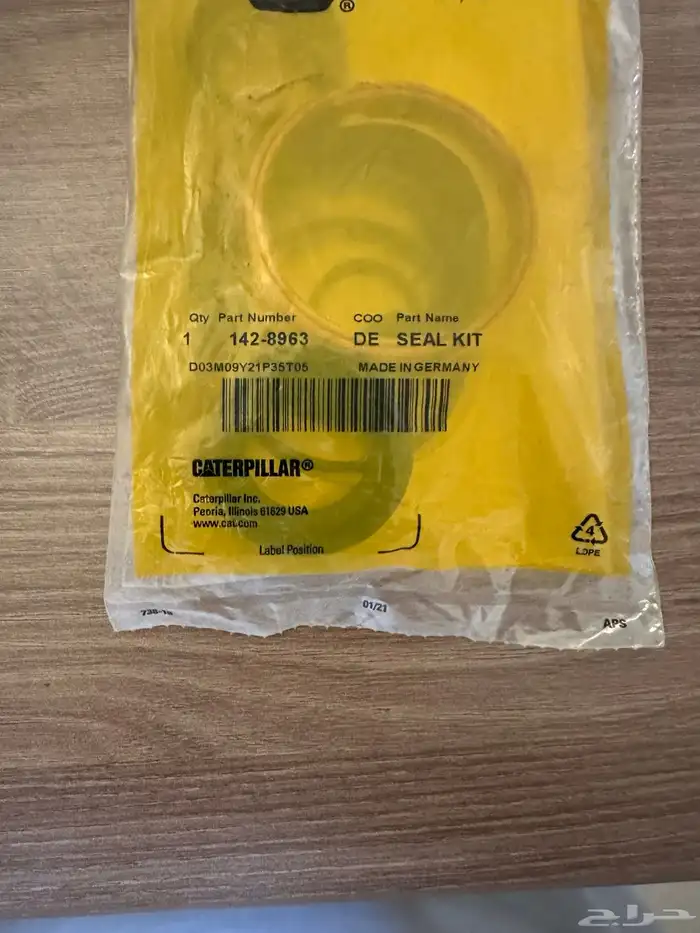 ®
Qty Part Number COO Part Name
1 142-8963 DE SEAL KIT
D03M09Y21P35T05 MADE IN GERMANY
CATERPILLAR®
Caterpillar Inc.
Peoria, Illinois 61629 USA
www.cat.com
Label Position
4
LDPE
01/21
APS
حراج